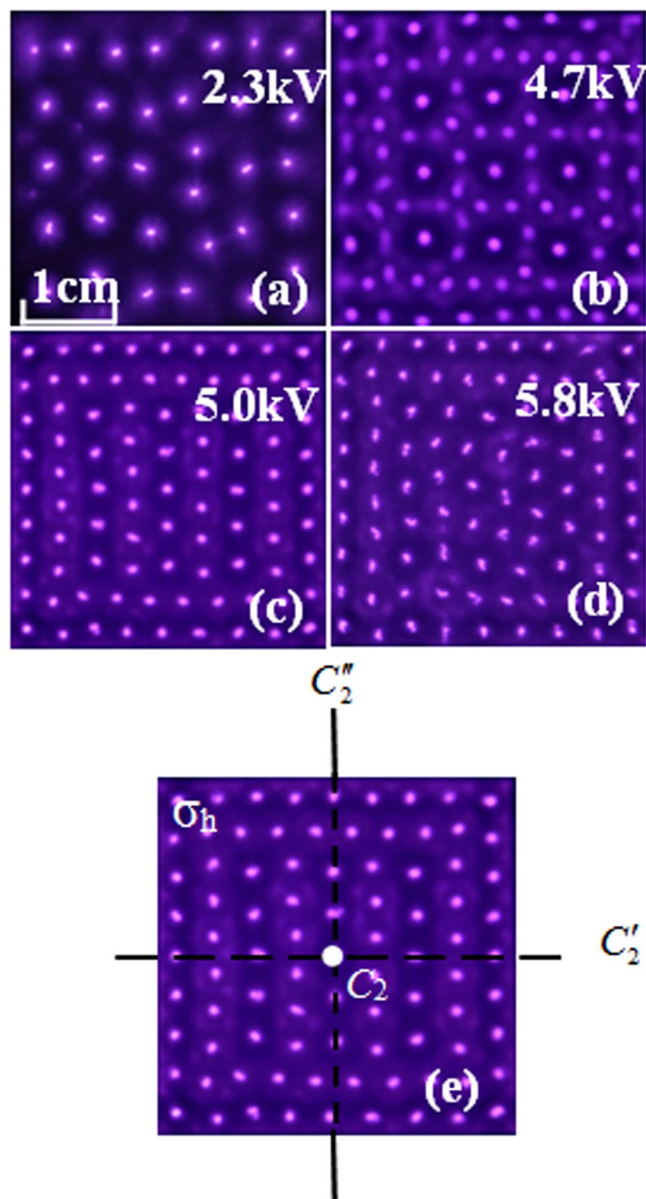 2.3kV
1cm
(a)
4.7kV
(b)
5.0kV
(c)
5.8kV
(d)
C₂″
σh
C₂′
C₂
(e)